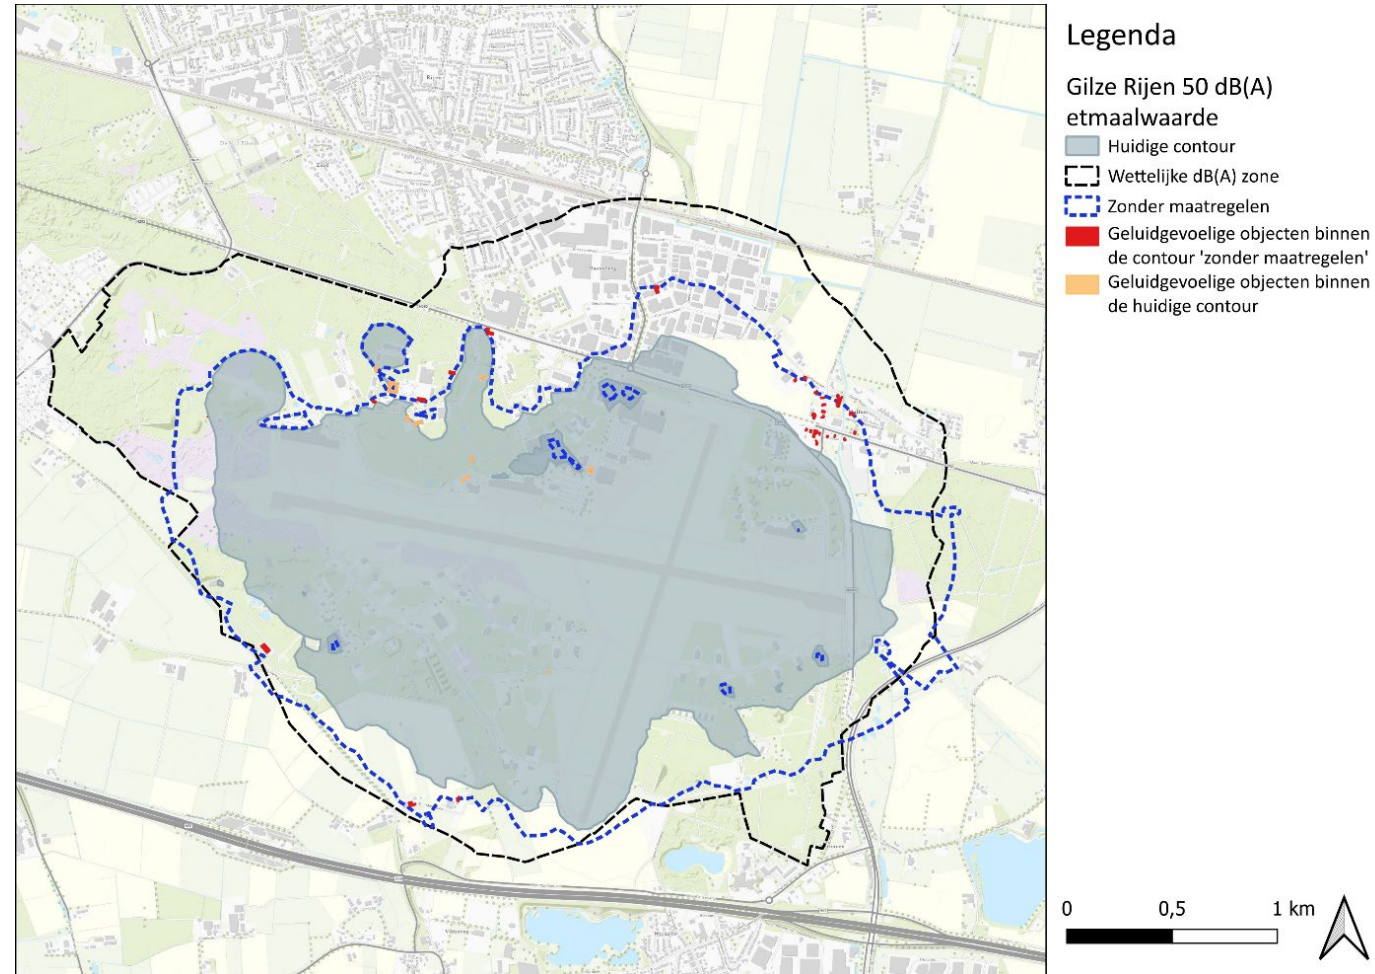 Legenda
Gilze Rijen 50 dB(A)
etmaalwaarde
Huidige contour
Wettelijke dB(A) zone
Zonder maatregelen
Geluidgevoelige objecten binnen
de contour 'zonder maatregelen'
Geluidgevoelige objecten binnen
de huidige contour
Rijen
0 0,5 1 km